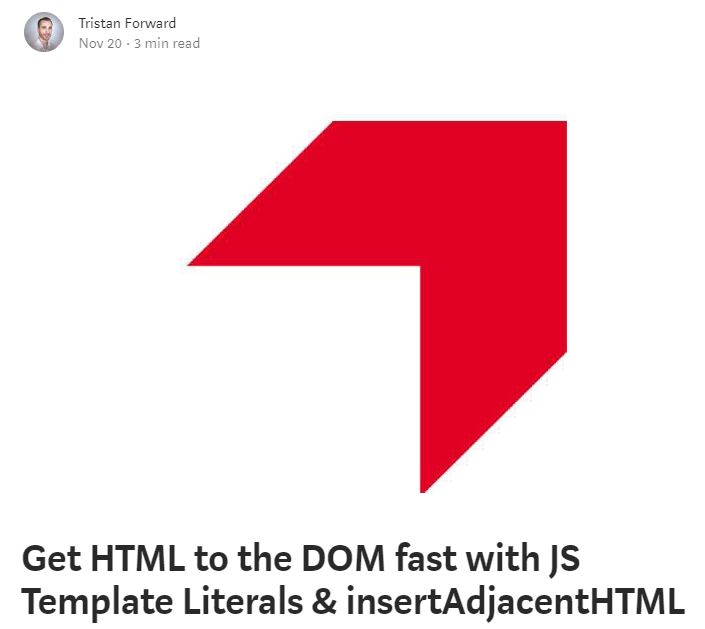 Tristan Forward
Nov 20 · 3 min read
Get HTML to the DOM fast with JS
Template Literals & insertAdjacentHTML